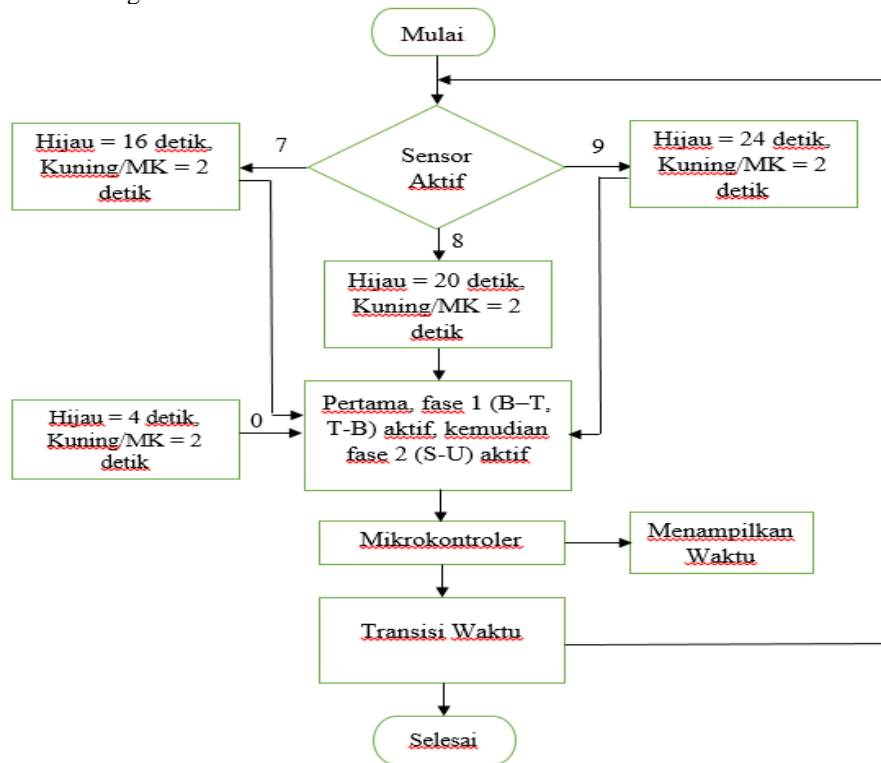 Mulai
Hijau = 16 detik,
Kuning/MK = 2
detik
7
Sensor
Aktif
9
Hijau = 24 detik,
Kuning/MK = 2
detik
8
Hijau = 20 detik,
Kuning/MK = 2
detik
Hijau = 4 detik,
Kuning/MK = 2
detik
0
Pertama, fase 1 (B–T,
T-B) aktif, kemudian
fase 2 (S-U) aktif
Mikrokontroler
Menampilkan
Waktu
Transisi Waktu
Selesai